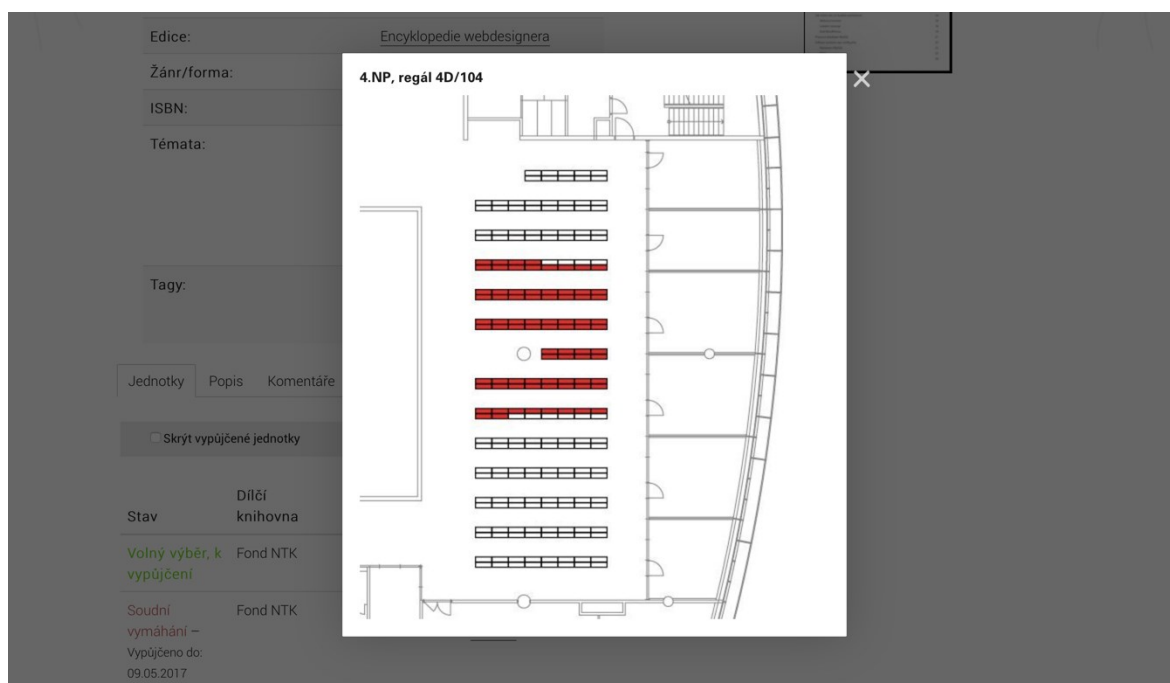 Edice:
Encyklopedie webdesignera
Žánr/forma:
ISBN:
Témata:
Tagy:
4.NP, regál 4D/104
×
Jednotky
Popis
Komentáře
Skrýt vypůjčené jednotky
Stav
Dílčí
knihovna
Volný výběr, k
vypůjčení
Fond NTK
Soudní
vymáhání –
Vypůjčeno do:
09.05.2017
Fond NTK